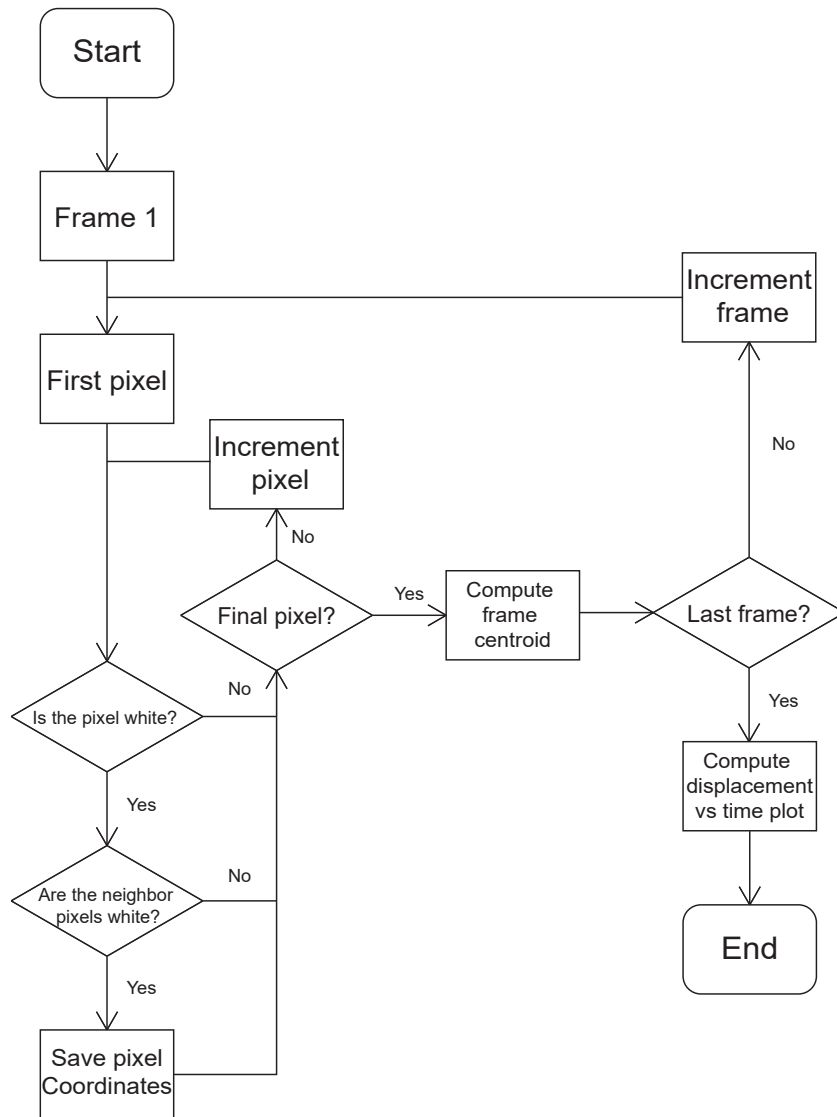 Start
Frame 1
Increment
frame
First pixel
Increment
pixel
No
No
Final pixel?
Yes
Compute
frame
centroid
Last frame?
No
Is the pixel white?
Yes
Compute
displacement
vs time plot
Yes
No
Are the neighbor
pixels white?
End
Yes
Save pixel
Coordinates